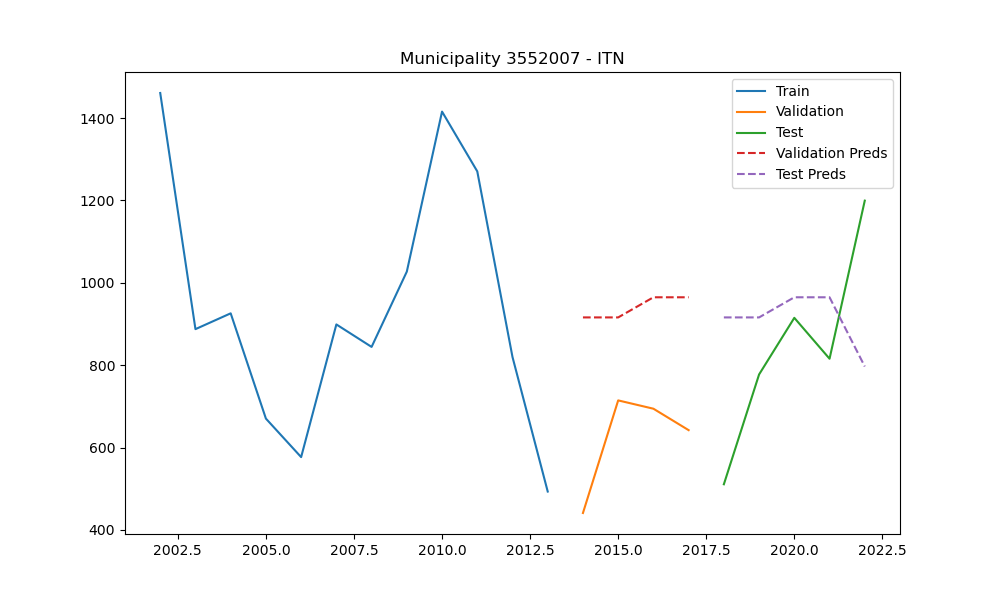 Municipality 3552007 - ITN
Train
Validation
Test
Validation Preds
Test Preds
1400
1200
1000
800
600
400
2002.5 2005.0 2007.5 2010.0 2012.5 2015.0 2017.5 2020.0 2022.5